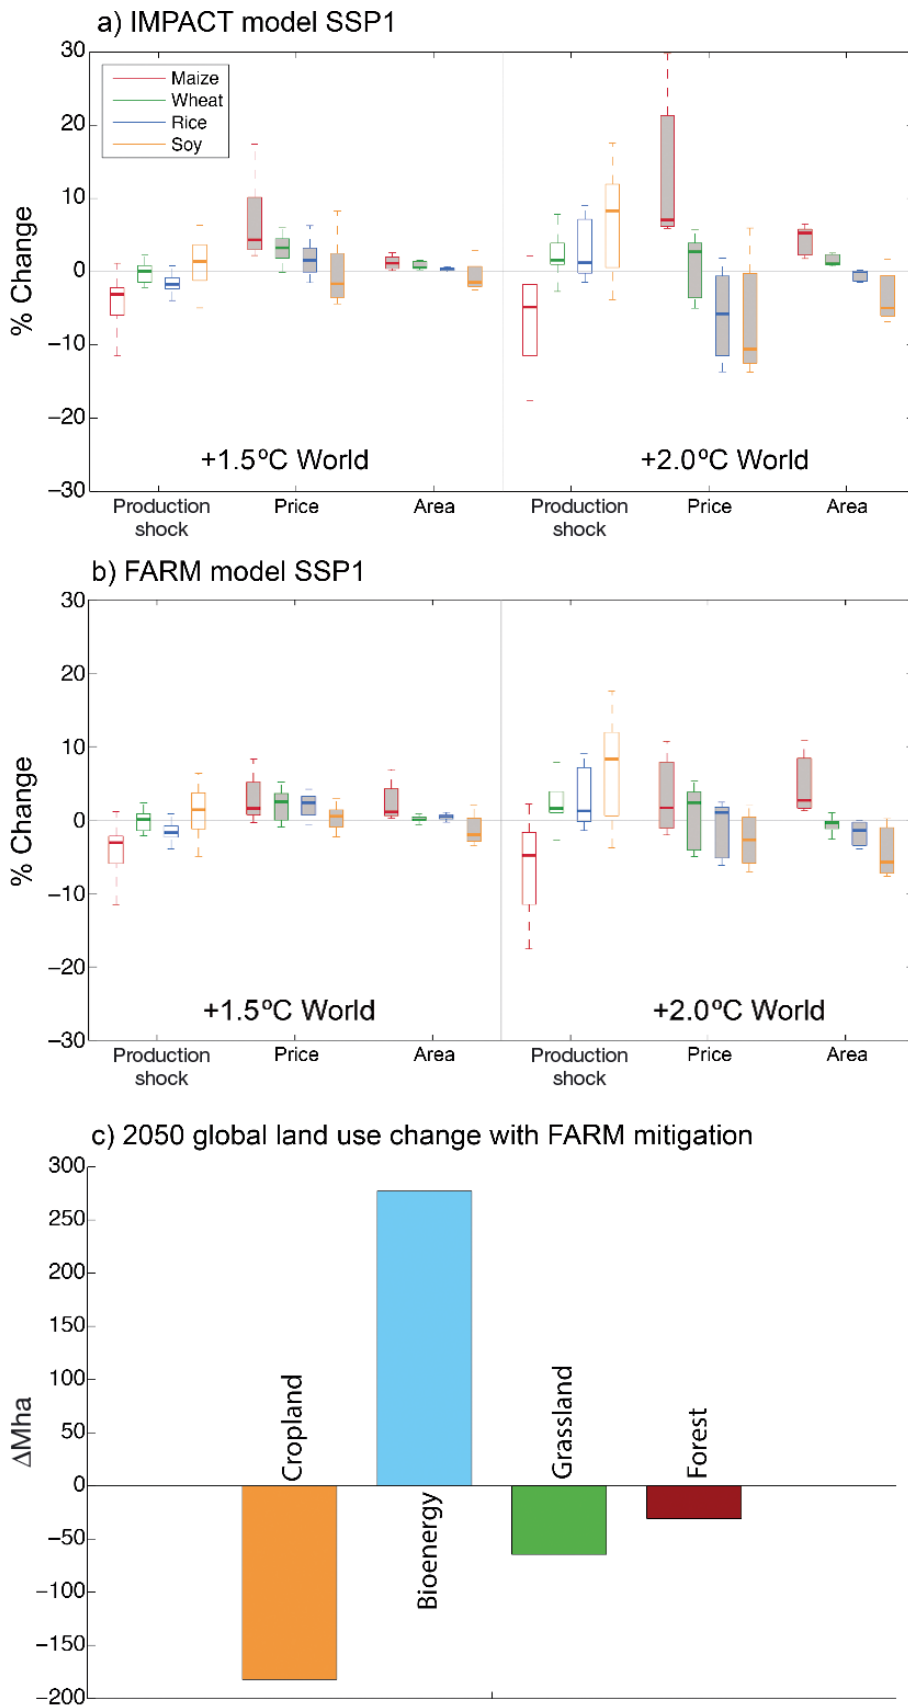 a) IMPACT model SSP1
30
20
10
0
−10
−20
−30
% Change
Maize
Wheat
Rice
Soy
+1.5ºC World
+2.0ºC World
Production
shock
Price
Area
Production
shock
Price
Area
b) FARM model SSP1
30
20
10
0
−10
−20
−30
% Change
+1.5ºC World
+2.0ºC World
Production
shock
Price
Area
Production
shock
Price
Area
c) 2050 global land use change with FARM mitigation
300
250
200
150
100
50
0
−50
−100
−150
−200
ΔMha
Cropland
Bioenergy
Grassland
Forest